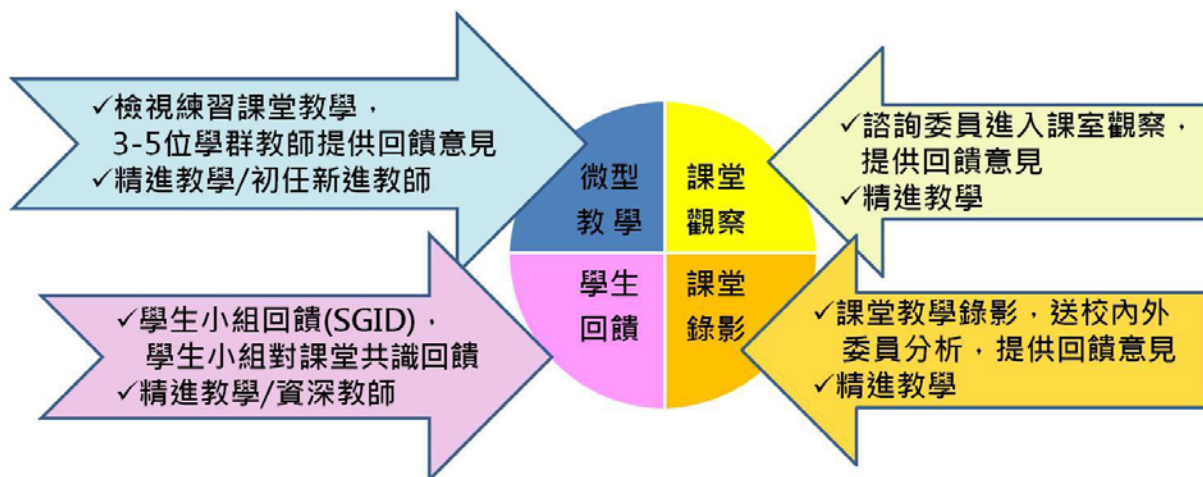 ✓檢視練習課堂教學，
3-5位學群教師提供回饋意見
✓精進教學/初任新進教師
微型
教學
課堂
觀察
✓諮詢委員進入課室觀察，
提供回饋意見
✓精進教學
✓學生小組回饋(SGID)，
學生小組對課堂共識回饋
✓精進教學/資深教師
學生
回饋
課堂
錄影
✓課堂教學錄影，送校內外
委員分析，提供回饋意見
✓精進教學